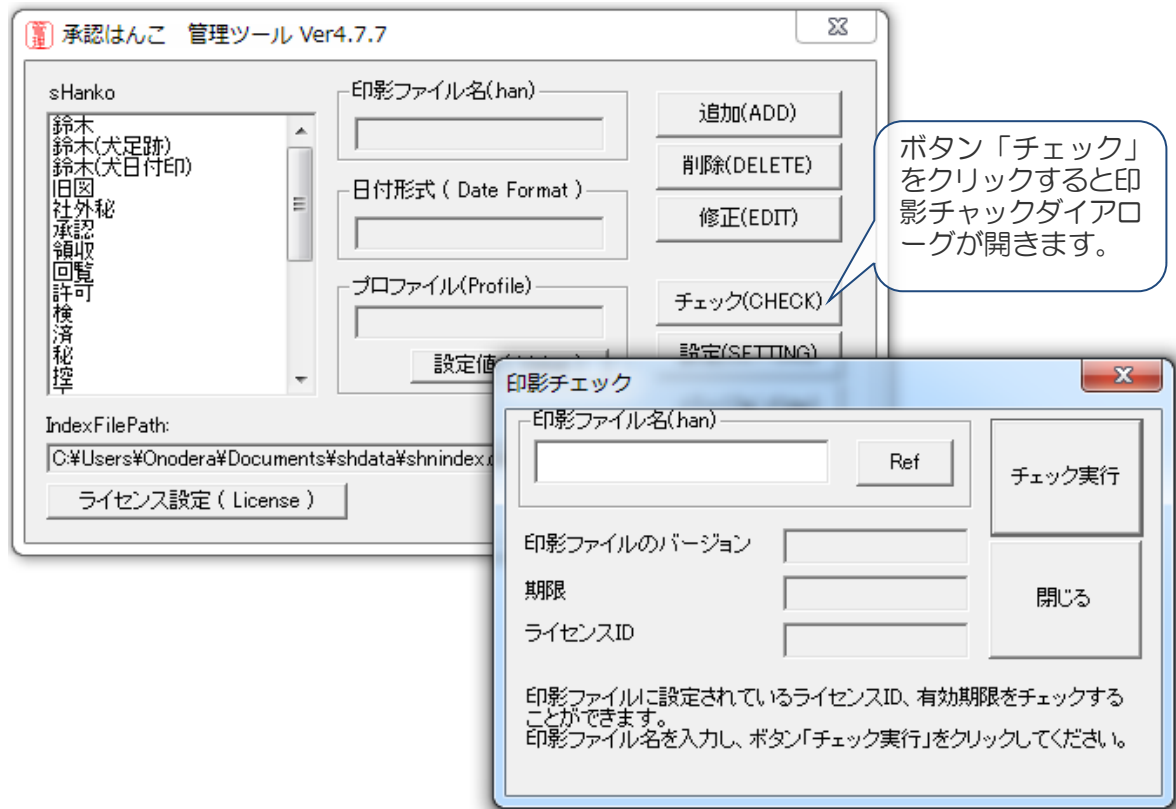 承認はんこ 管理ツール Ver4.7.7
sHanko
鈴木
鈴木(犬足跡)
鈴木(犬日付印)
旧図
社外秘
承認
領収
回覧
許可
検
済
秘
控
印影ファイル名(han)
日付形式 ( Date Format )
プロファイル(Profile)
設定値
追加(ADD)
削除(DELETE)
修正(EDIT)
チェック(CHECK)
設定(SETTING)
ボタン「チェック」
をクリックすると印
影チャックダイアロ
ーグが開きます。
IndexFilePath:
C:¥Users¥Onodera¥Documents¥shdata¥shnindex.
ライセンス設定 ( License )
印影チェック
印影ファイル名(han)
Ref
チェック実行
印影ファイルのバージョン
期限
閉じる
ライセンスID
印影ファイルに設定されているライセンスID、有効期限をチェックする
ことができます。
印影ファイル名を入力し、ボタン「チェック実行」をクリックしてください。